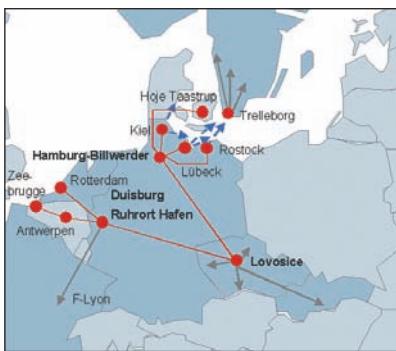 Hoje Taastrup
Kiel
Trelleborg
Hamburg-Billwerder
Rostock
Lübeck
Zee-
brugge
Rotterdam
Duisburg
Ruhrort Hafen
Antwerpen
Lovosice
F-Lyon